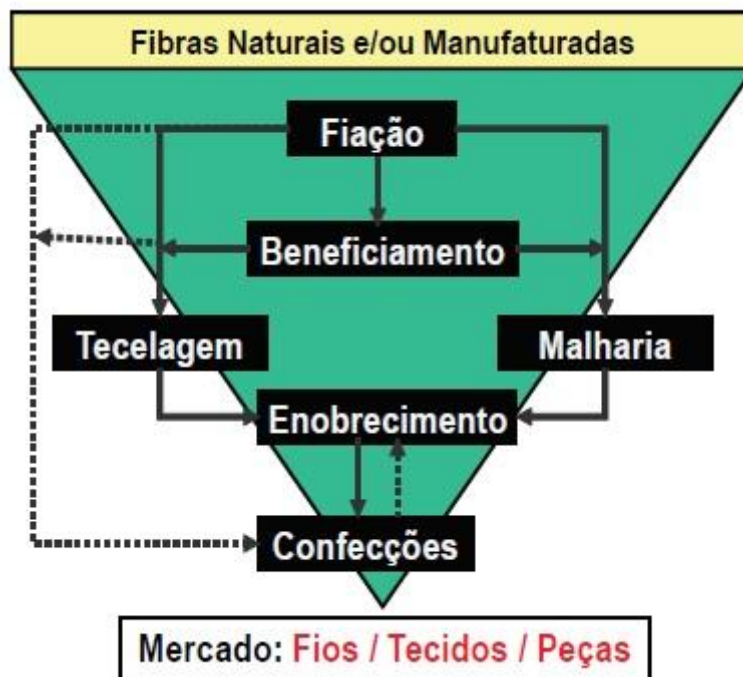 Fibras Naturais e/ou Manufaturadas
Fiação
Beneficiamento
Tecelagem
Malharia
Enobrecimento
Confecções
Mercado: Fios / Tecidos / Peças